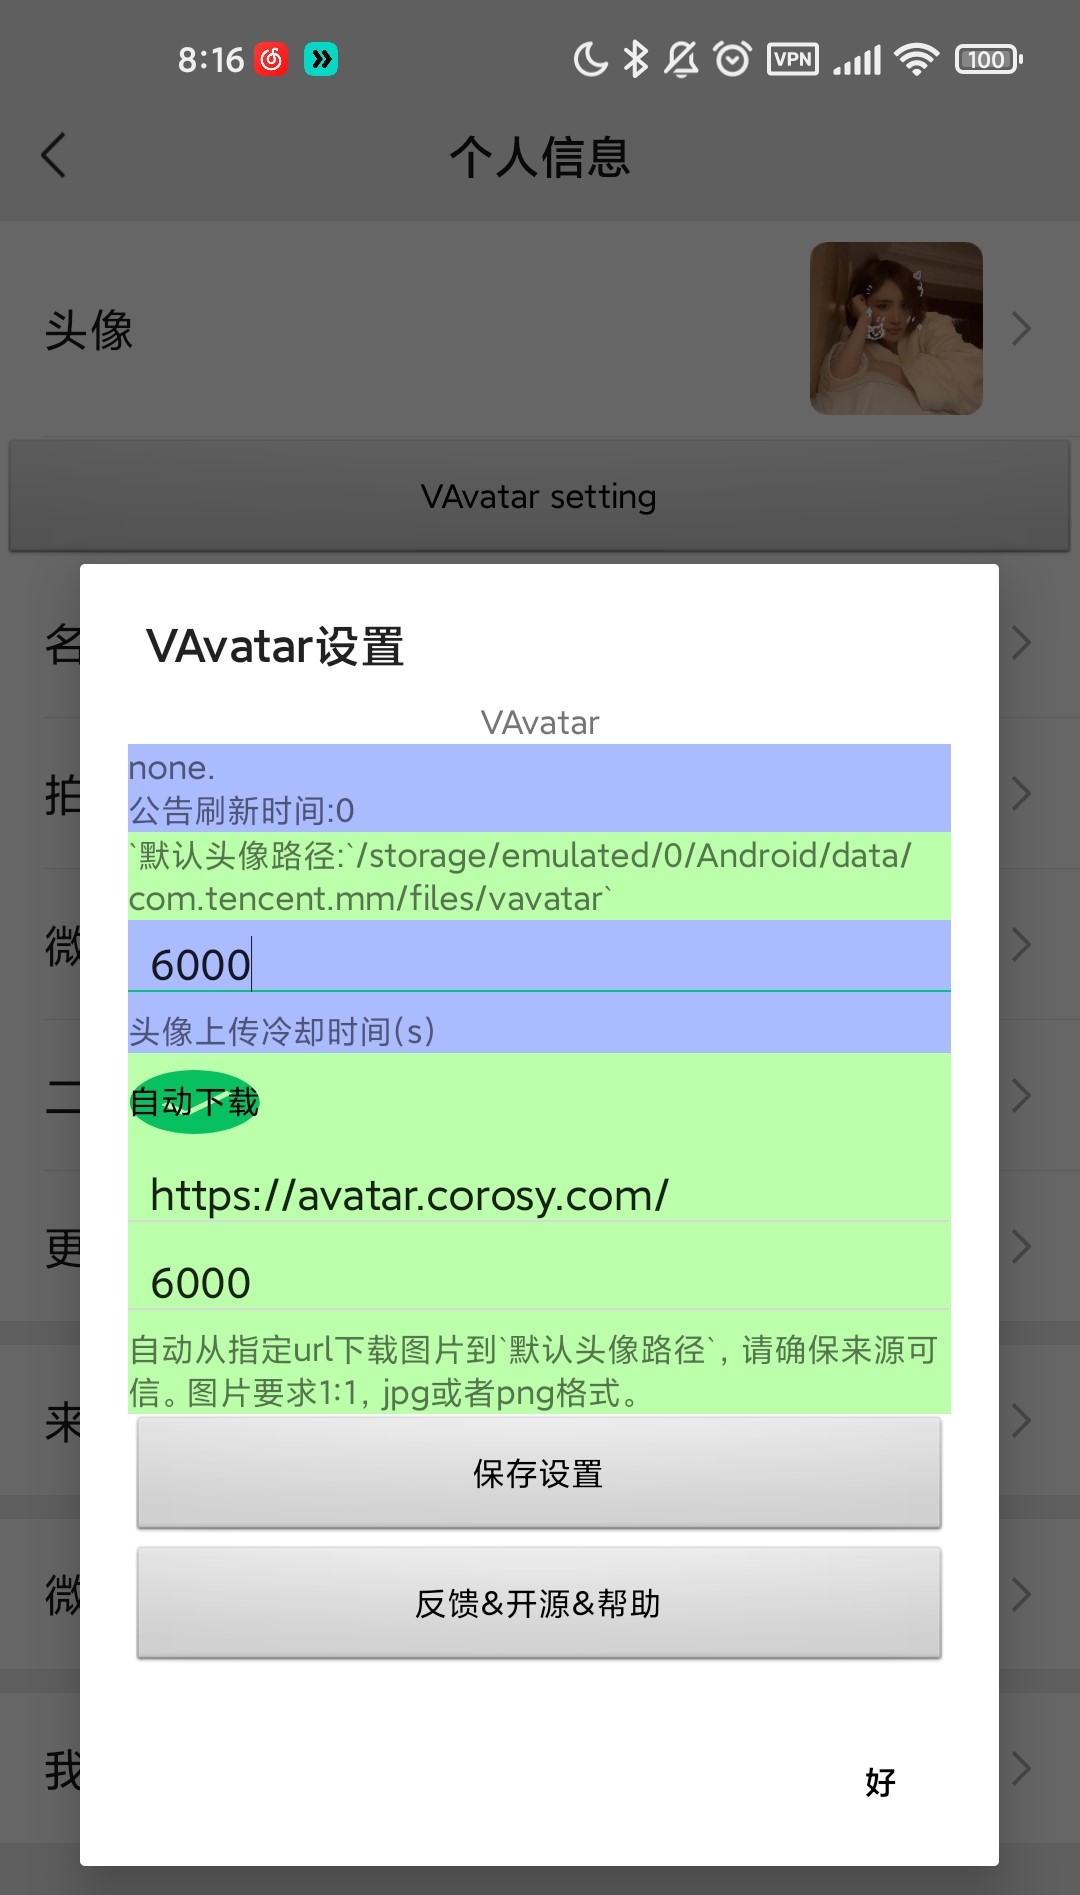 8:16
VPN
100
个人信息
头像
VAvatar setting
名
拍
微
二
更
来
微
我
VAvatar设置
VAvatar
none.
公告刷新时间:0
`默认头像路径:`/storage/emulated/0/Android/data/
com.tencent.mm/files/vavatar`
6000
头像上传冷却时间(s)
自动下载
https://avatar.corosy.com/
6000
自动从指定url下载图片到`默认头像路径`，请确保来源可
信。图片要求1:1，jpg或者png格式。
保存设置
反馈&开源&帮助
好